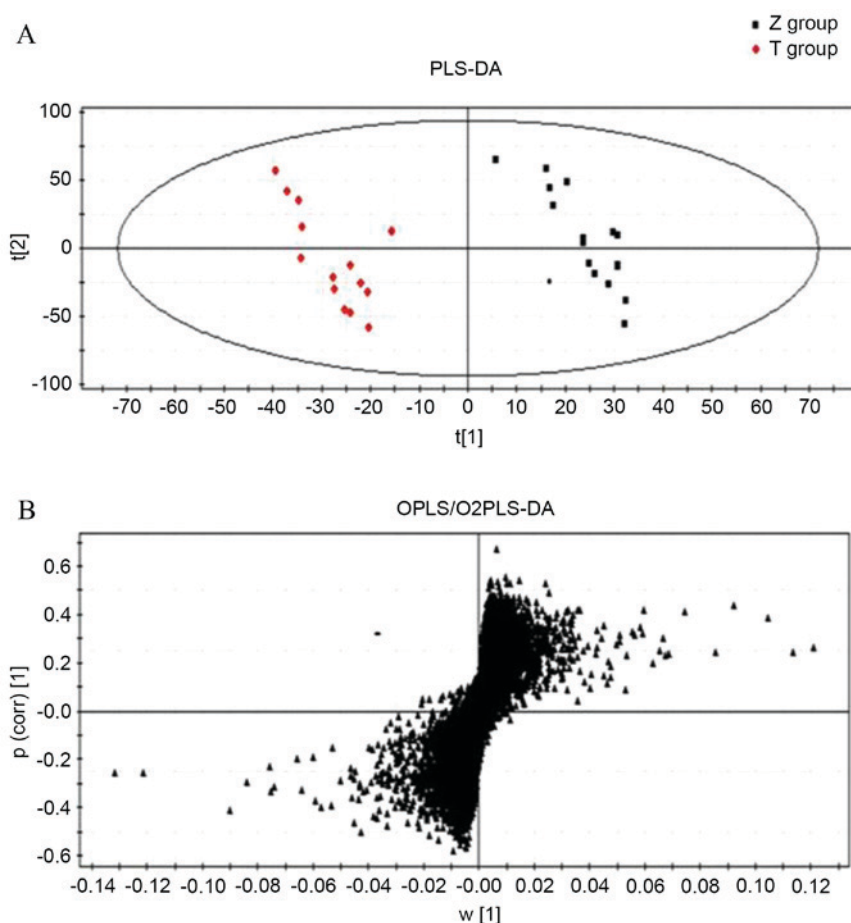 A
Z group
T group
PLS-DA
100
50
0
-50
-100
t[2]
-70 -60 -50 -40 -30 -20 -10 0 10 20 30 40 50 60 70
t[1]
B
OPLS/O2PLS-DA
0.6
0.4
0.2
-0.0
-0.2
-0.4
-0.6
p (corr) [1]
-0.14 -0.12 -0.10 -0.08 -0.06 -0.04 -0.02 -0.00 0.02 0.04 0.06 0.08 0.10 0.12
w [1]